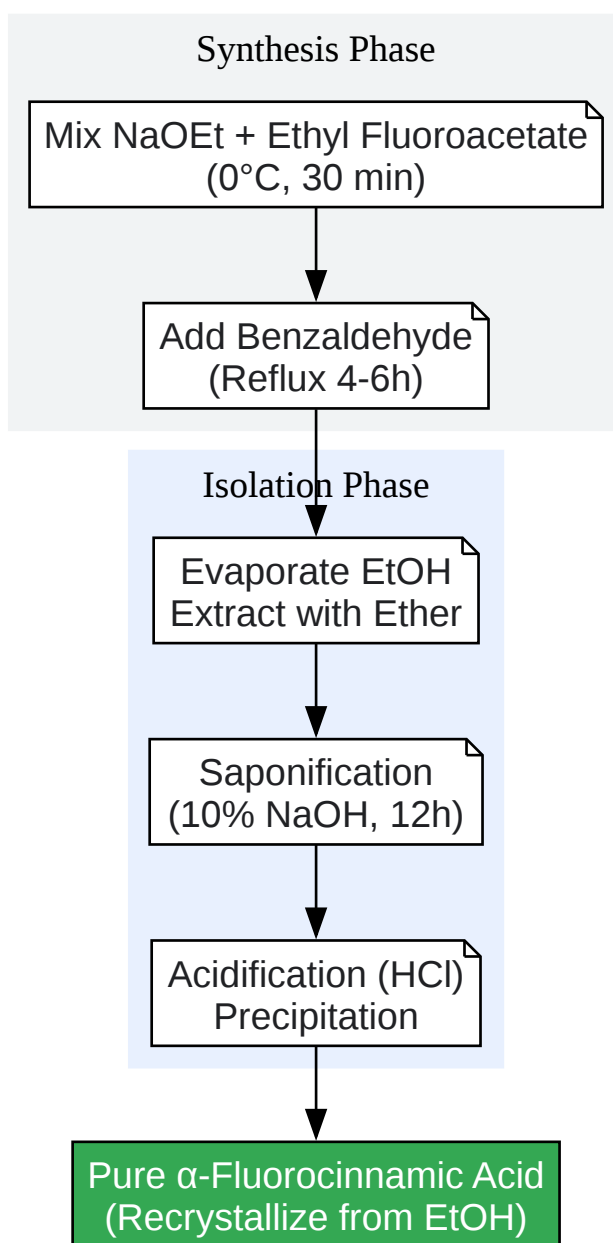 Synthesis Phase
Mix NaOEt + Ethyl Fluoroacetate
(0°C, 30 min)
Add Benzaldehyde
(Reflux 4-6h)
Isolation Phase
Evaporate EtOH
Extract with Ether
Saponification
(10% NaOH, 12h)
Acidification (HCl)
Precipitation
Pure α-Fluorocinnamic Acid
(Recrystallize from EtOH)